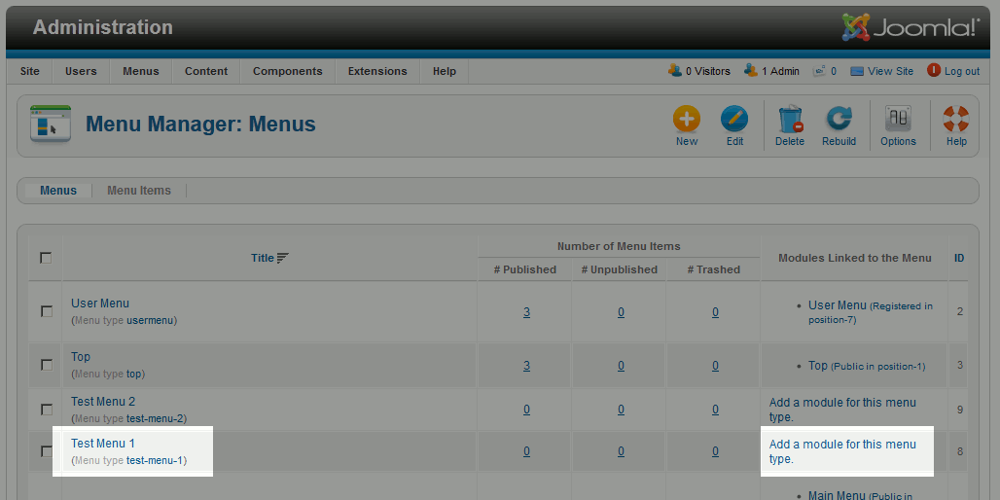 Administration
Joomla!®
Site Users Menus Content Components Extensions Help 0 Visitors 1 Admin 0 View Site Log out
Menu Manager: Menus
New Edit Delete Rebuild Options Help
Menus Menu Items
Number of Menu Items
Title Modules Linked to the Menu ID
# Published # Unpublished # Trashed
User Menu
(Menu type usermenu)
3 0 0
User Menu (Registered in
position-7)
2
Top
(Menu type top)
3 0 0
Top (Public in position-1)
3
Test Menu 2
(Menu type test-menu-2)
0 0 0
Add a module for this menu
type.
9
Test Menu 1
(Menu type test-menu-1)
0 0 0
Add a module for this menu
type.
8
Main Menu (Public in